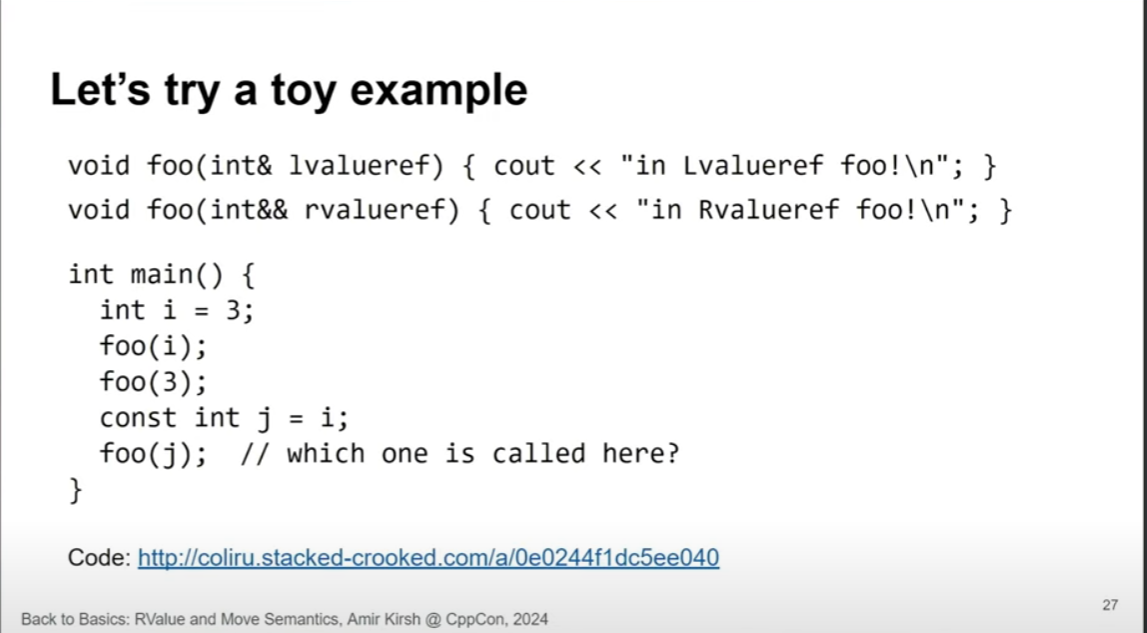 Let's try a toy example
void foo(int& lvalueref) { cout << "in Lvalueref foo!\n"; }
void foo(int&& rvalueref) { cout << "in Rvalueref foo!\n"; }
int main() {
  int i = 3;
  foo(i);
  foo(3);
  const int j = i;
  foo(j);  // which one is called here?
}
Code: http://coliru.stacked-crooked.com/a/0e0244f1dc5ee040
27
Back to Basics: RValue and Move Semantics, Amir Kirsh @ CppCon, 2024